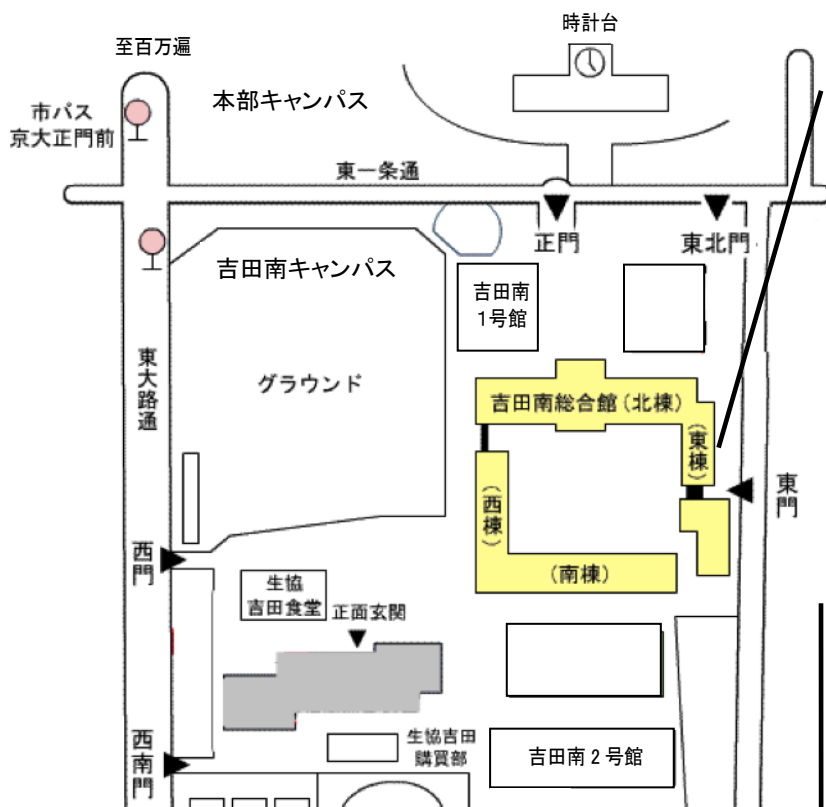 時計台
至百万遍
本部キャンパス
市バス
京大正門前
東一条通
正門
東北門
吉田南キャンパス
吉田南
1号館
グラウンド
東大路通
吉田南総合館(北棟)
(東棟)
(西棟)
東門
西門
(南棟)
生協
吉田食堂
正面玄関
西南門
生協吉田
購買部
吉田南2号館